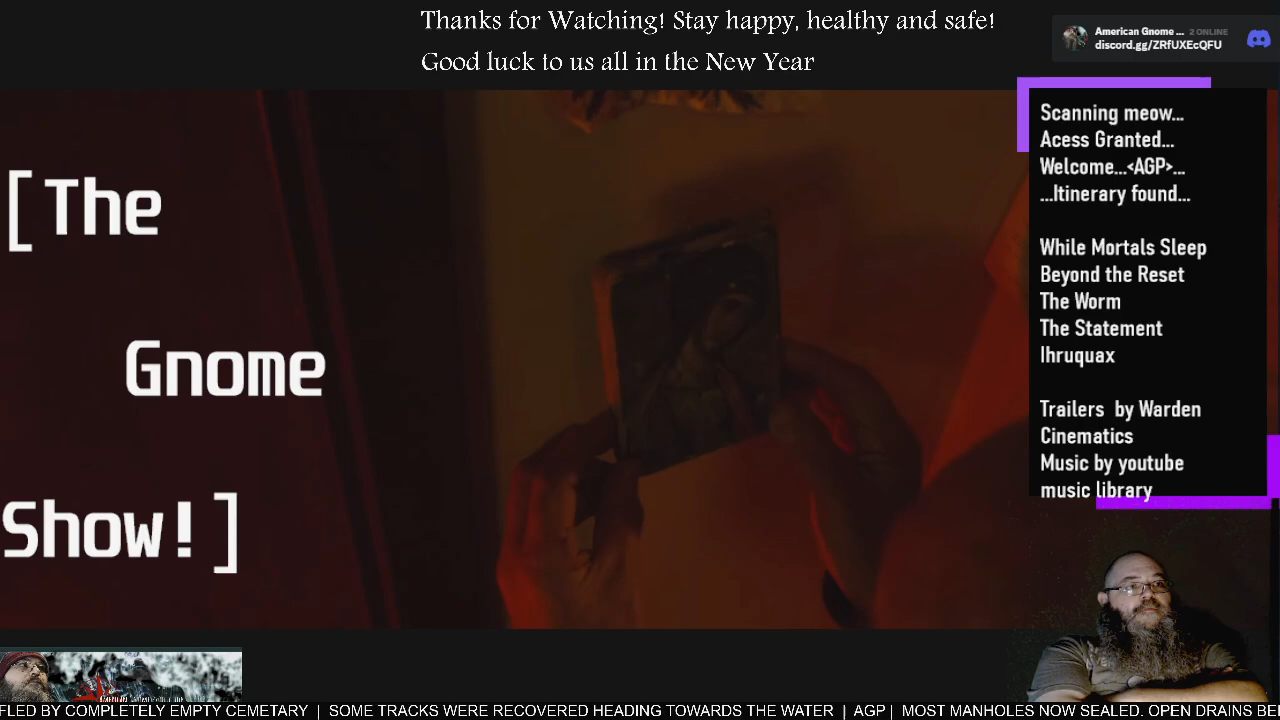 Thanks for Watching! Stay happy, healthy and safe!
Good luck to us all in the New Year
American Gnome ... 2 ONLINE
discord.gg/ZRfUXEcQFU
Scanning meow...
Acess Granted...
Welcome...<AGP>...
...Itinerary found...
While Mortals Sleep
Beyond the Reset
The Worm
The Statement
Ihruquax
Trailers by Warden
Cinematics
Music by youtube
music library
[The
Gnome
Show!]
FLED BY COMPLETELY EMPTY CEMETARY | SOME TRACKS WERE RECOVERED HEADING TOWARDS THE WATER | AGP | MOST MANHOLES NOW SEALED. OPEN DRAINS BE